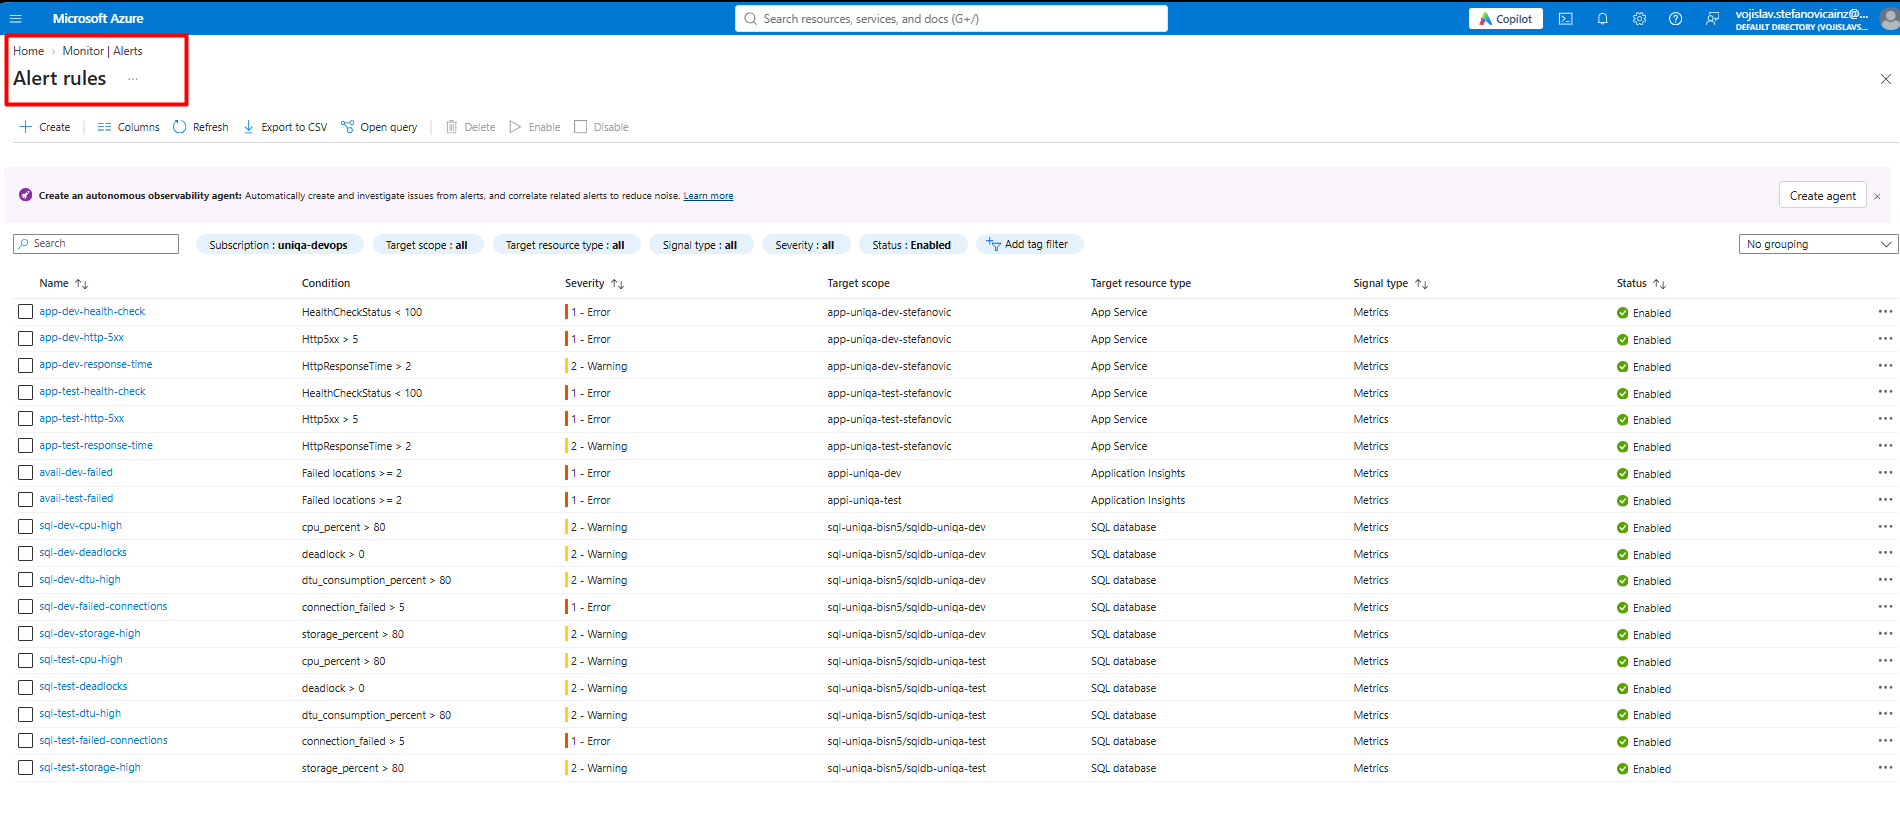 Microsoft Azure
Search resources, services, and docs (G+/)
Copilot
vojislav.stefanovicainz@...
DEFAULT DIRECTORY (VOJISLAVS...
Home > Monitor | Alerts
Alert rules ...
Create Columns Refresh Export to CSV Open query Delete Enable Disable
Create an autonomous observability agent: Automatically create and investigate issues from alerts, and correlate related alerts to reduce noise. Learn more
Create agent
Search
Subscription : uniqa-devops Target scope : all Target resource type : all Signal type : all Severity : all Status : Enabled Add tag filter
No grouping
Name Condition Severity Target scope Target resource type Signal type Status
app-dev-health-check HealthCheckStatus < 100 1 - Error app-uniqa-dev-stefanovic App Service Metrics Enabled
app-dev-http-5xx Http5xx > 5 1 - Error app-uniqa-dev-stefanovic App Service Metrics Enabled
app-dev-response-time HttpResponseTime > 2 2 - Warning app-uniqa-dev-stefanovic App Service Metrics Enabled
app-test-health-check HealthCheckStatus < 100 1 - Error app-uniqa-test-stefanovic App Service Metrics Enabled
app-test-http-5xx Http5xx > 5 1 - Error app-uniqa-test-stefanovic App Service Metrics Enabled
app-test-response-time HttpResponseTime > 2 2 - Warning app-uniqa-test-stefanovic App Service Metrics Enabled
avail-dev-failed Failed locations >= 2 1 - Error appi-uniqa-dev Application Insights Metrics Enabled
avail-test-failed Failed locations >= 2 1 - Error appi-uniqa-test Application Insights Metrics Enabled
sql-dev-cpu-high cpu_percent > 80 2 - Warning sql-uniqa-bisn5/sqldb-uniqa-dev SQL database Metrics Enabled
sql-dev-deadlocks deadlock > 0 2 - Warning sql-uniqa-bisn5/sqldb-uniqa-dev SQL database Metrics Enabled
sql-dev-dtu-high dtu_consumption_percent > 80 2 - Warning sql-uniqa-bisn5/sqldb-uniqa-dev SQL database Metrics Enabled
sql-dev-failed-connections connection_failed > 5 1 - Error sql-uniqa-bisn5/sqldb-uniqa-dev SQL database Metrics Enabled
sql-dev-storage-high storage_percent > 80 2 - Warning sql-uniqa-bisn5/sqldb-uniqa-dev SQL database Metrics Enabled
sql-test-cpu-high cpu_percent > 80 2 - Warning sql-uniqa-bisn5/sqldb-uniqa-test SQL database Metrics Enabled
sql-test-deadlocks deadlock > 0 2 - Warning sql-uniqa-bisn5/sqldb-uniqa-test SQL database Metrics Enabled
sql-test-dtu-high dtu_consumption_percent > 80 2 - Warning sql-uniqa-bisn5/sqldb-uniqa-test SQL database Metrics Enabled
sql-test-failed-connections connection_failed > 5 1 - Error sql-uniqa-bisn5/sqldb-uniqa-test SQL database Metrics Enabled
sql-test-storage-high storage_percent > 80 2 - Warning sql-uniqa-bisn5/sqldb-uniqa-test SQL database Metrics Enabled